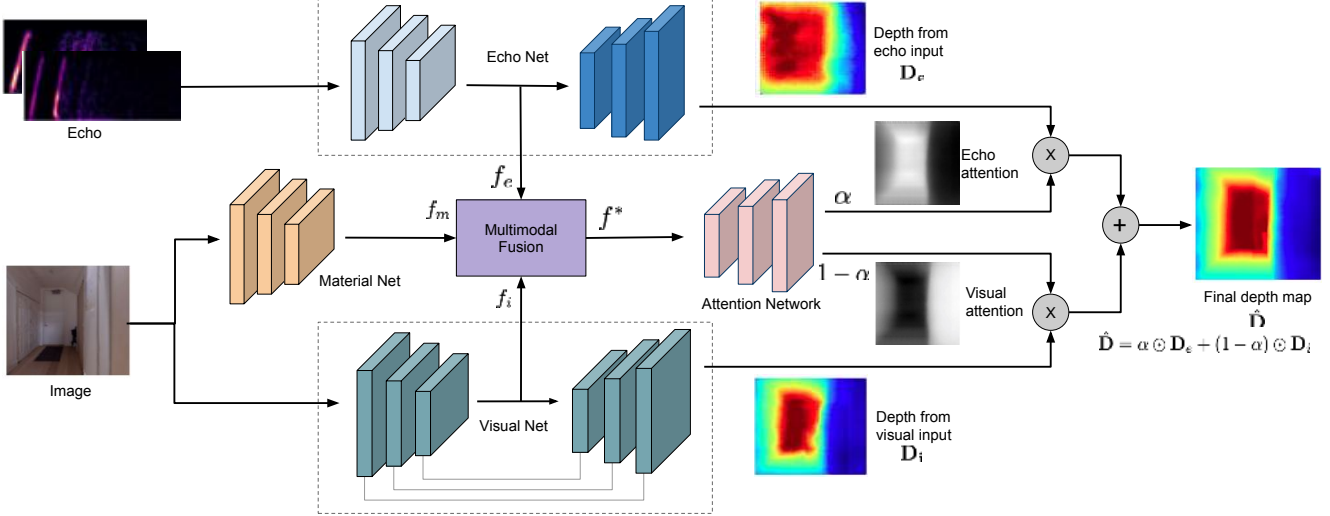 Echo
Echo Net
Depth from
echo input
D_e
Echo
attention
X
f_e
f_m
Multimodal
Fusion
f*
α
Material Net
Attention Network
1 − α
Visual
attention
X
+
Final depth map
D̂
D̂ = α ⊙ D_e + (1 − α) ⊙ D_i
Image
f_i
Visual Net
Depth from
visual input
D_i